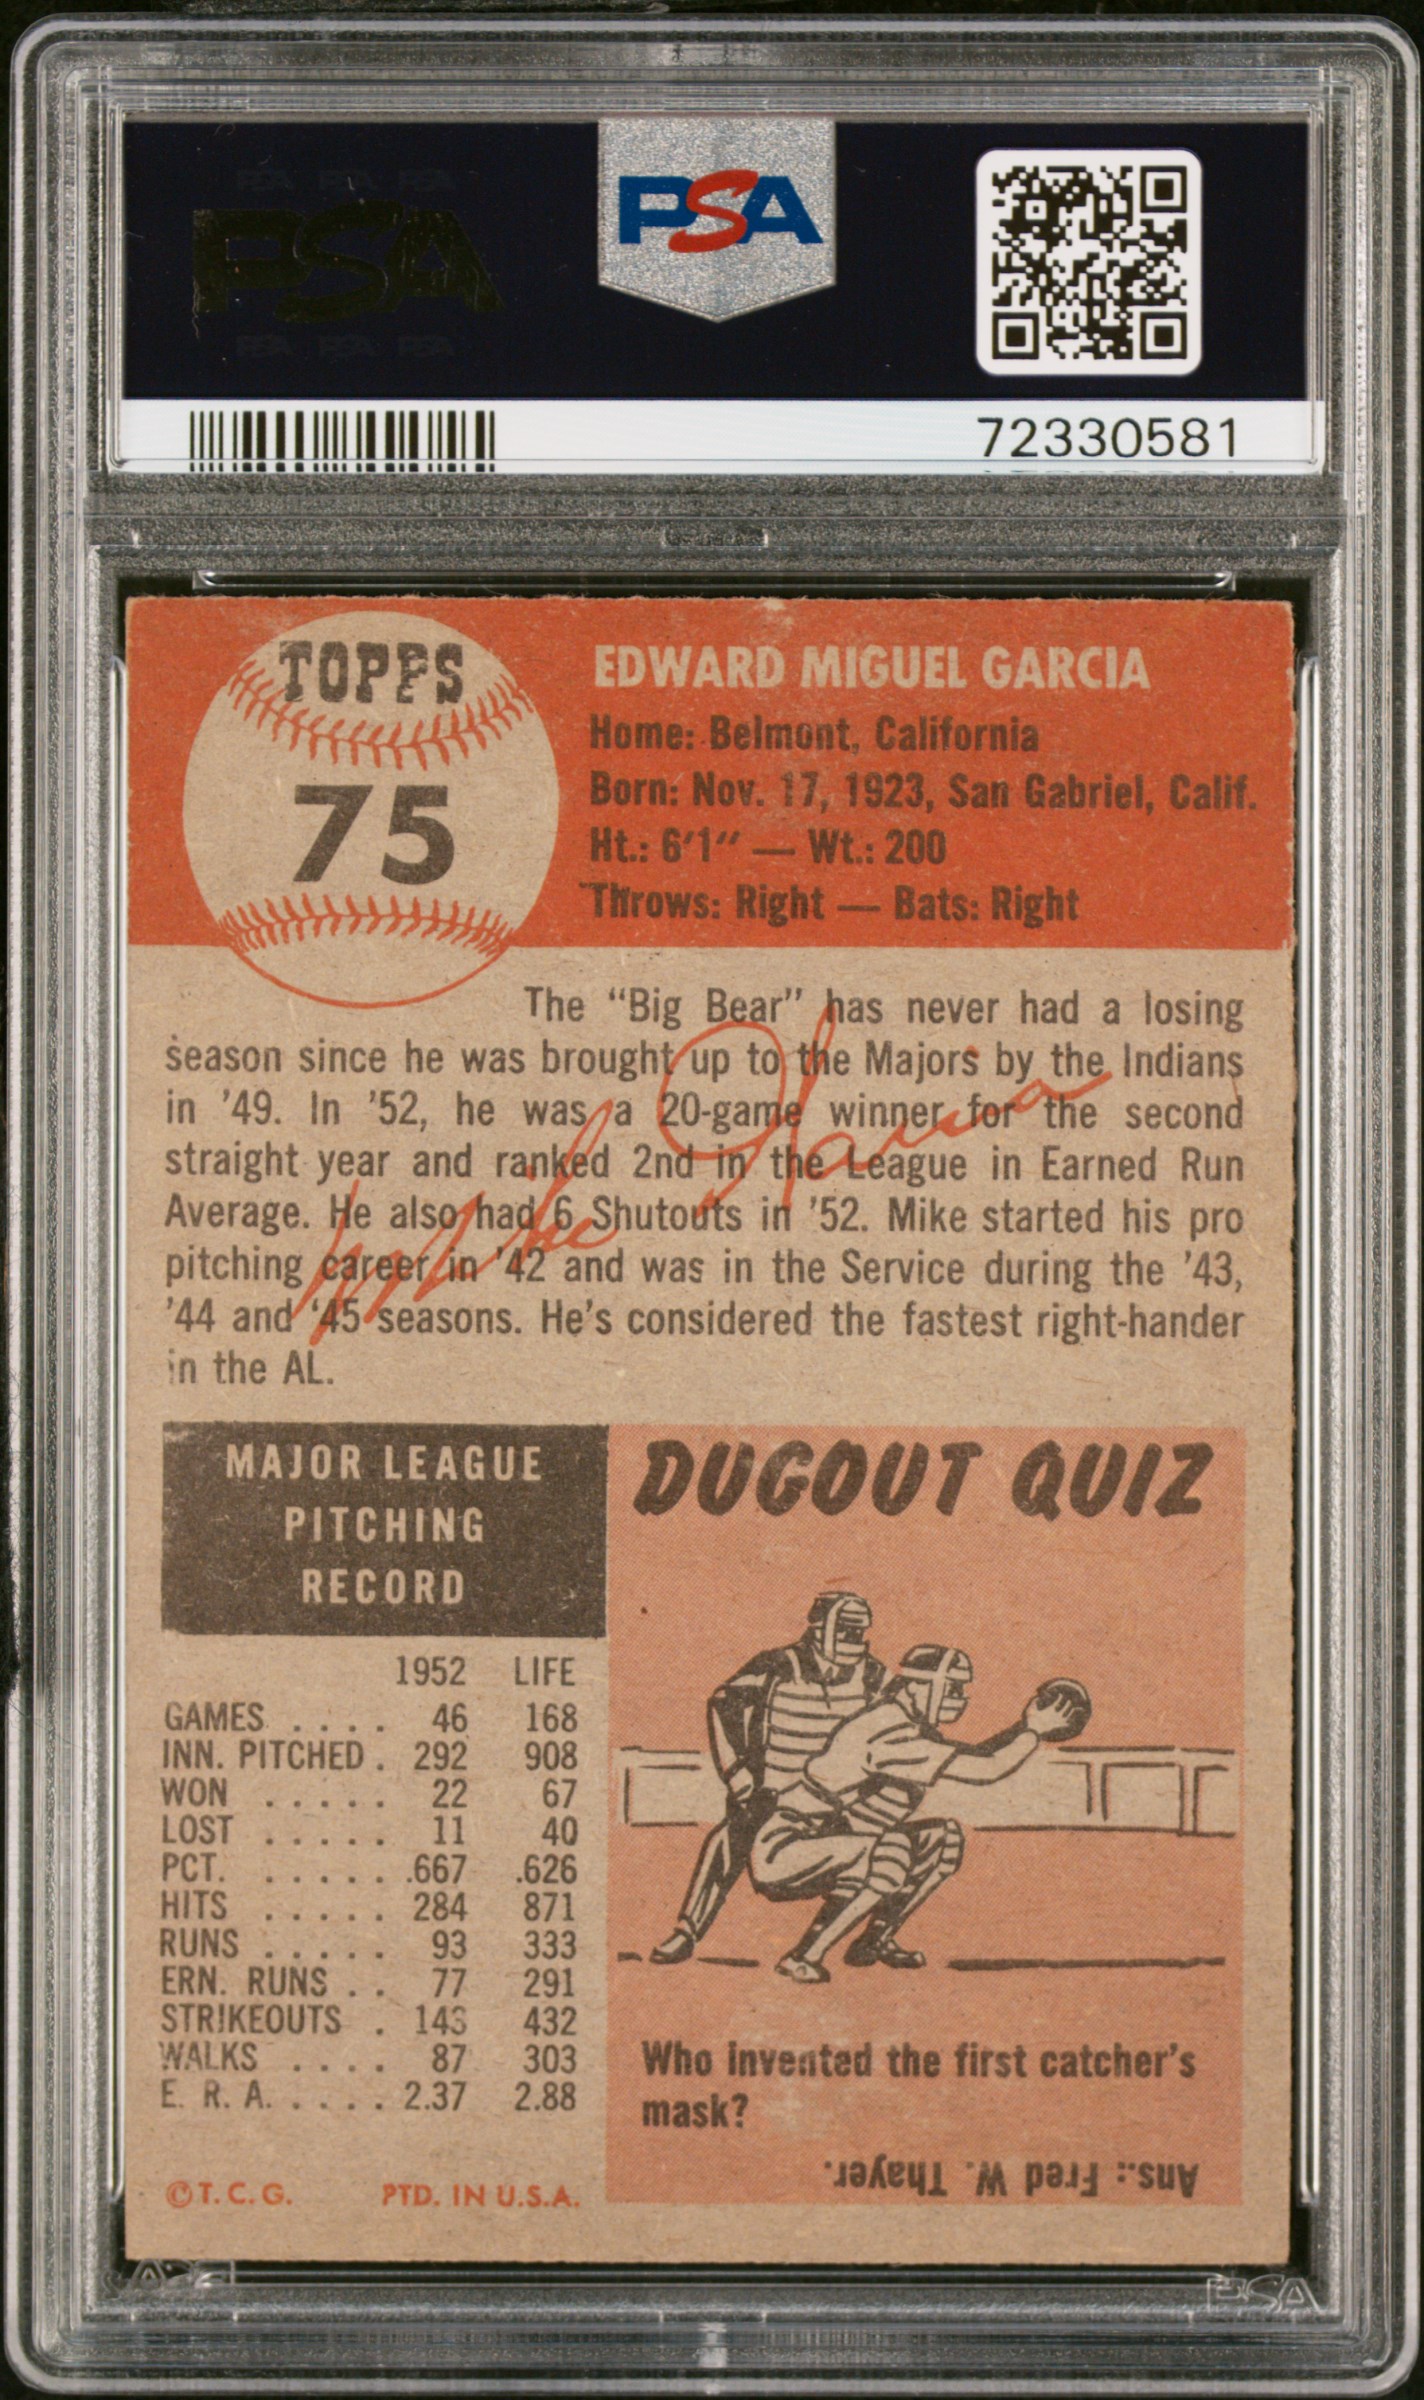 PSA PSA PSA
PSA
PSA PSA PSA
PSA
72330581
TOPPS
75
EDWARD MIGUEL GARCIA
Home: Belmont, California
Born: Nov. 17, 1923, San Gabriel, Calif.
Ht.: 6'1" — Wt.: 200
Throws: Right — Bats: Right
The "Big Bear" has never had a losing
season since he was brought up to the Majors by the Indians
in '49. In '52, he was a 20-game winner for the second
straight year and ranked 2nd in the League in Earned Run
Average. He also had 6 Shutouts in '52. Mike started his pro
pitching career in '42 and was in the Service during the '43,
'44 and '45 seasons. He's considered the fastest right-hander
in the AL.
Mike Garcia
MAJOR LEAGUE
PITCHING
RECORD
1952 LIFE
GAMES . . . . 46 168
INN. PITCHED . 292 908
WON . . . . . 22 67
LOST . . . . . 11 40
PCT. . . . . . .667 .626
HITS . . . . . 284 871
RUNS . . . . . 93 333
ERN. RUNS . . 77 291
STRIKEOUTS . 143 432
WALKS . . . . 87 303
E. R. A. . . . . 2.37 2.88
©T.C.G. PTD. IN U.S.A.
DUGOUT QUIZ
Who invented the first catcher's
mask?
Ans.: Fred W. Thayer.
PSA